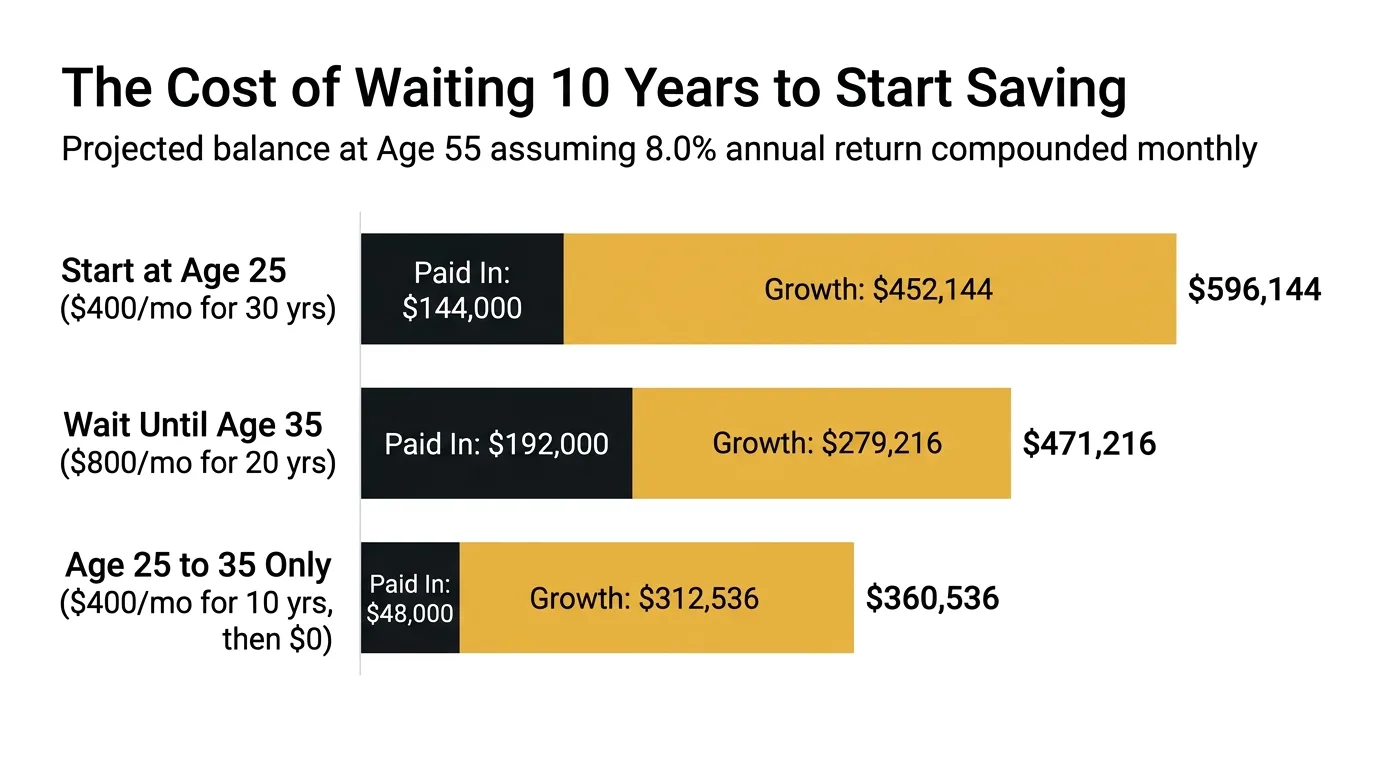 The Cost of Waiting 10 Years to Start Saving
Projected balance at Age 55 assuming 8.0% annual return compounded monthly
Start at Age 25
($400/mo for 30 yrs)
Paid In:
$144,000
Growth: $452,144
$596,144
Wait Until Age 35
($800/mo for 20 yrs)
Paid In: $192,000
Growth: $279,216
$471,216
Age 25 to 35 Only
($400/mo for 10 yrs,
then $0)
Paid In:
$48,000
Growth: $312,536
$360,536